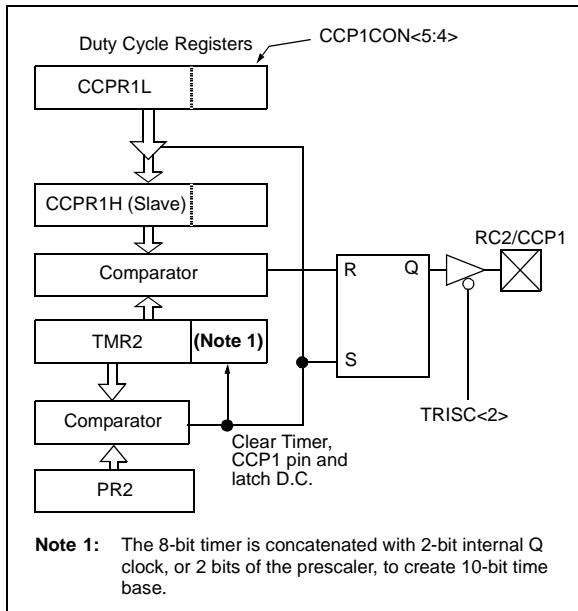 Duty Cycle Registers
CCP1CON<5:4>
CCPR1L
CCPR1H (Slave)
RC2/CCP1
Comparator
R
Q
TMR2
(Note 1)
S
Comparator
TRISC<2>
Clear Timer,
CCP1 pin and
latch D.C.
PR2
Note 1: The 8-bit timer is concatenated with 2-bit internal Q
clock, or 2 bits of the prescaler, to create 10-bit time
base.